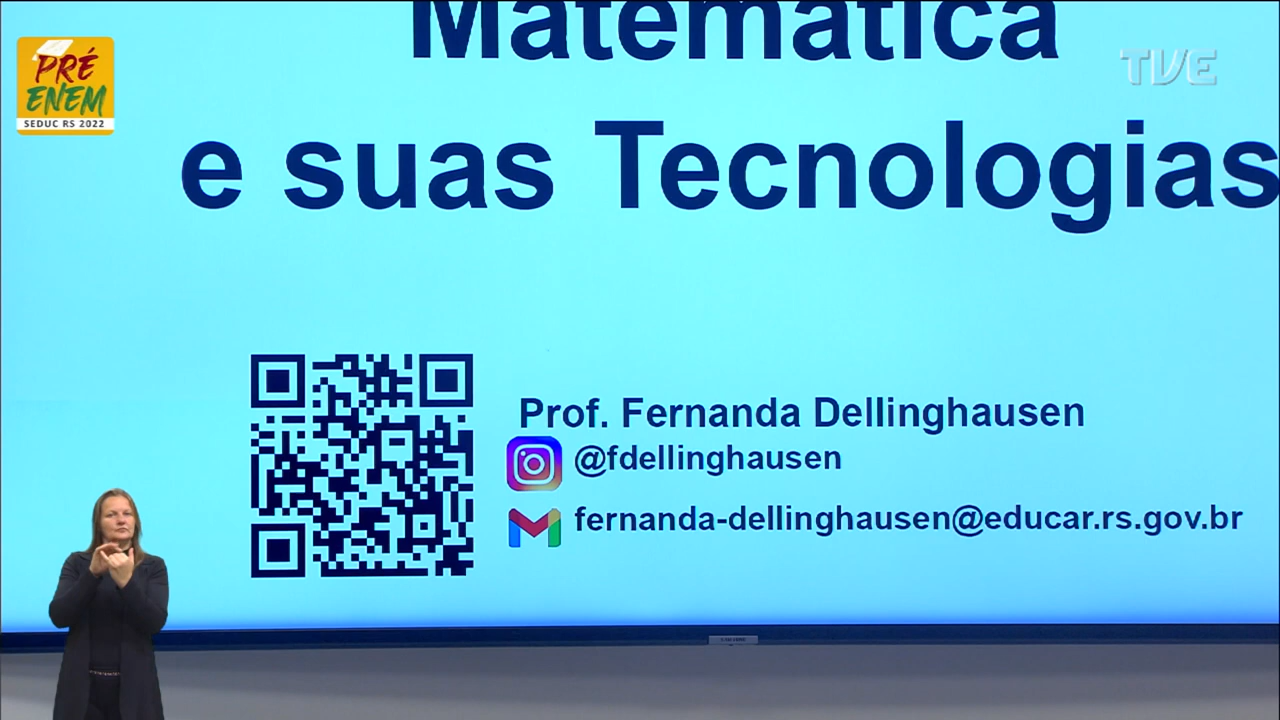 PRÉ
ENEM
SEDUC RS 2022
TVE
Matemática
e suas Tecnologias
Prof. Fernanda Dellinghausen
@fdellinghausen
fernanda-dellinghausen@educar.rs.gov.br